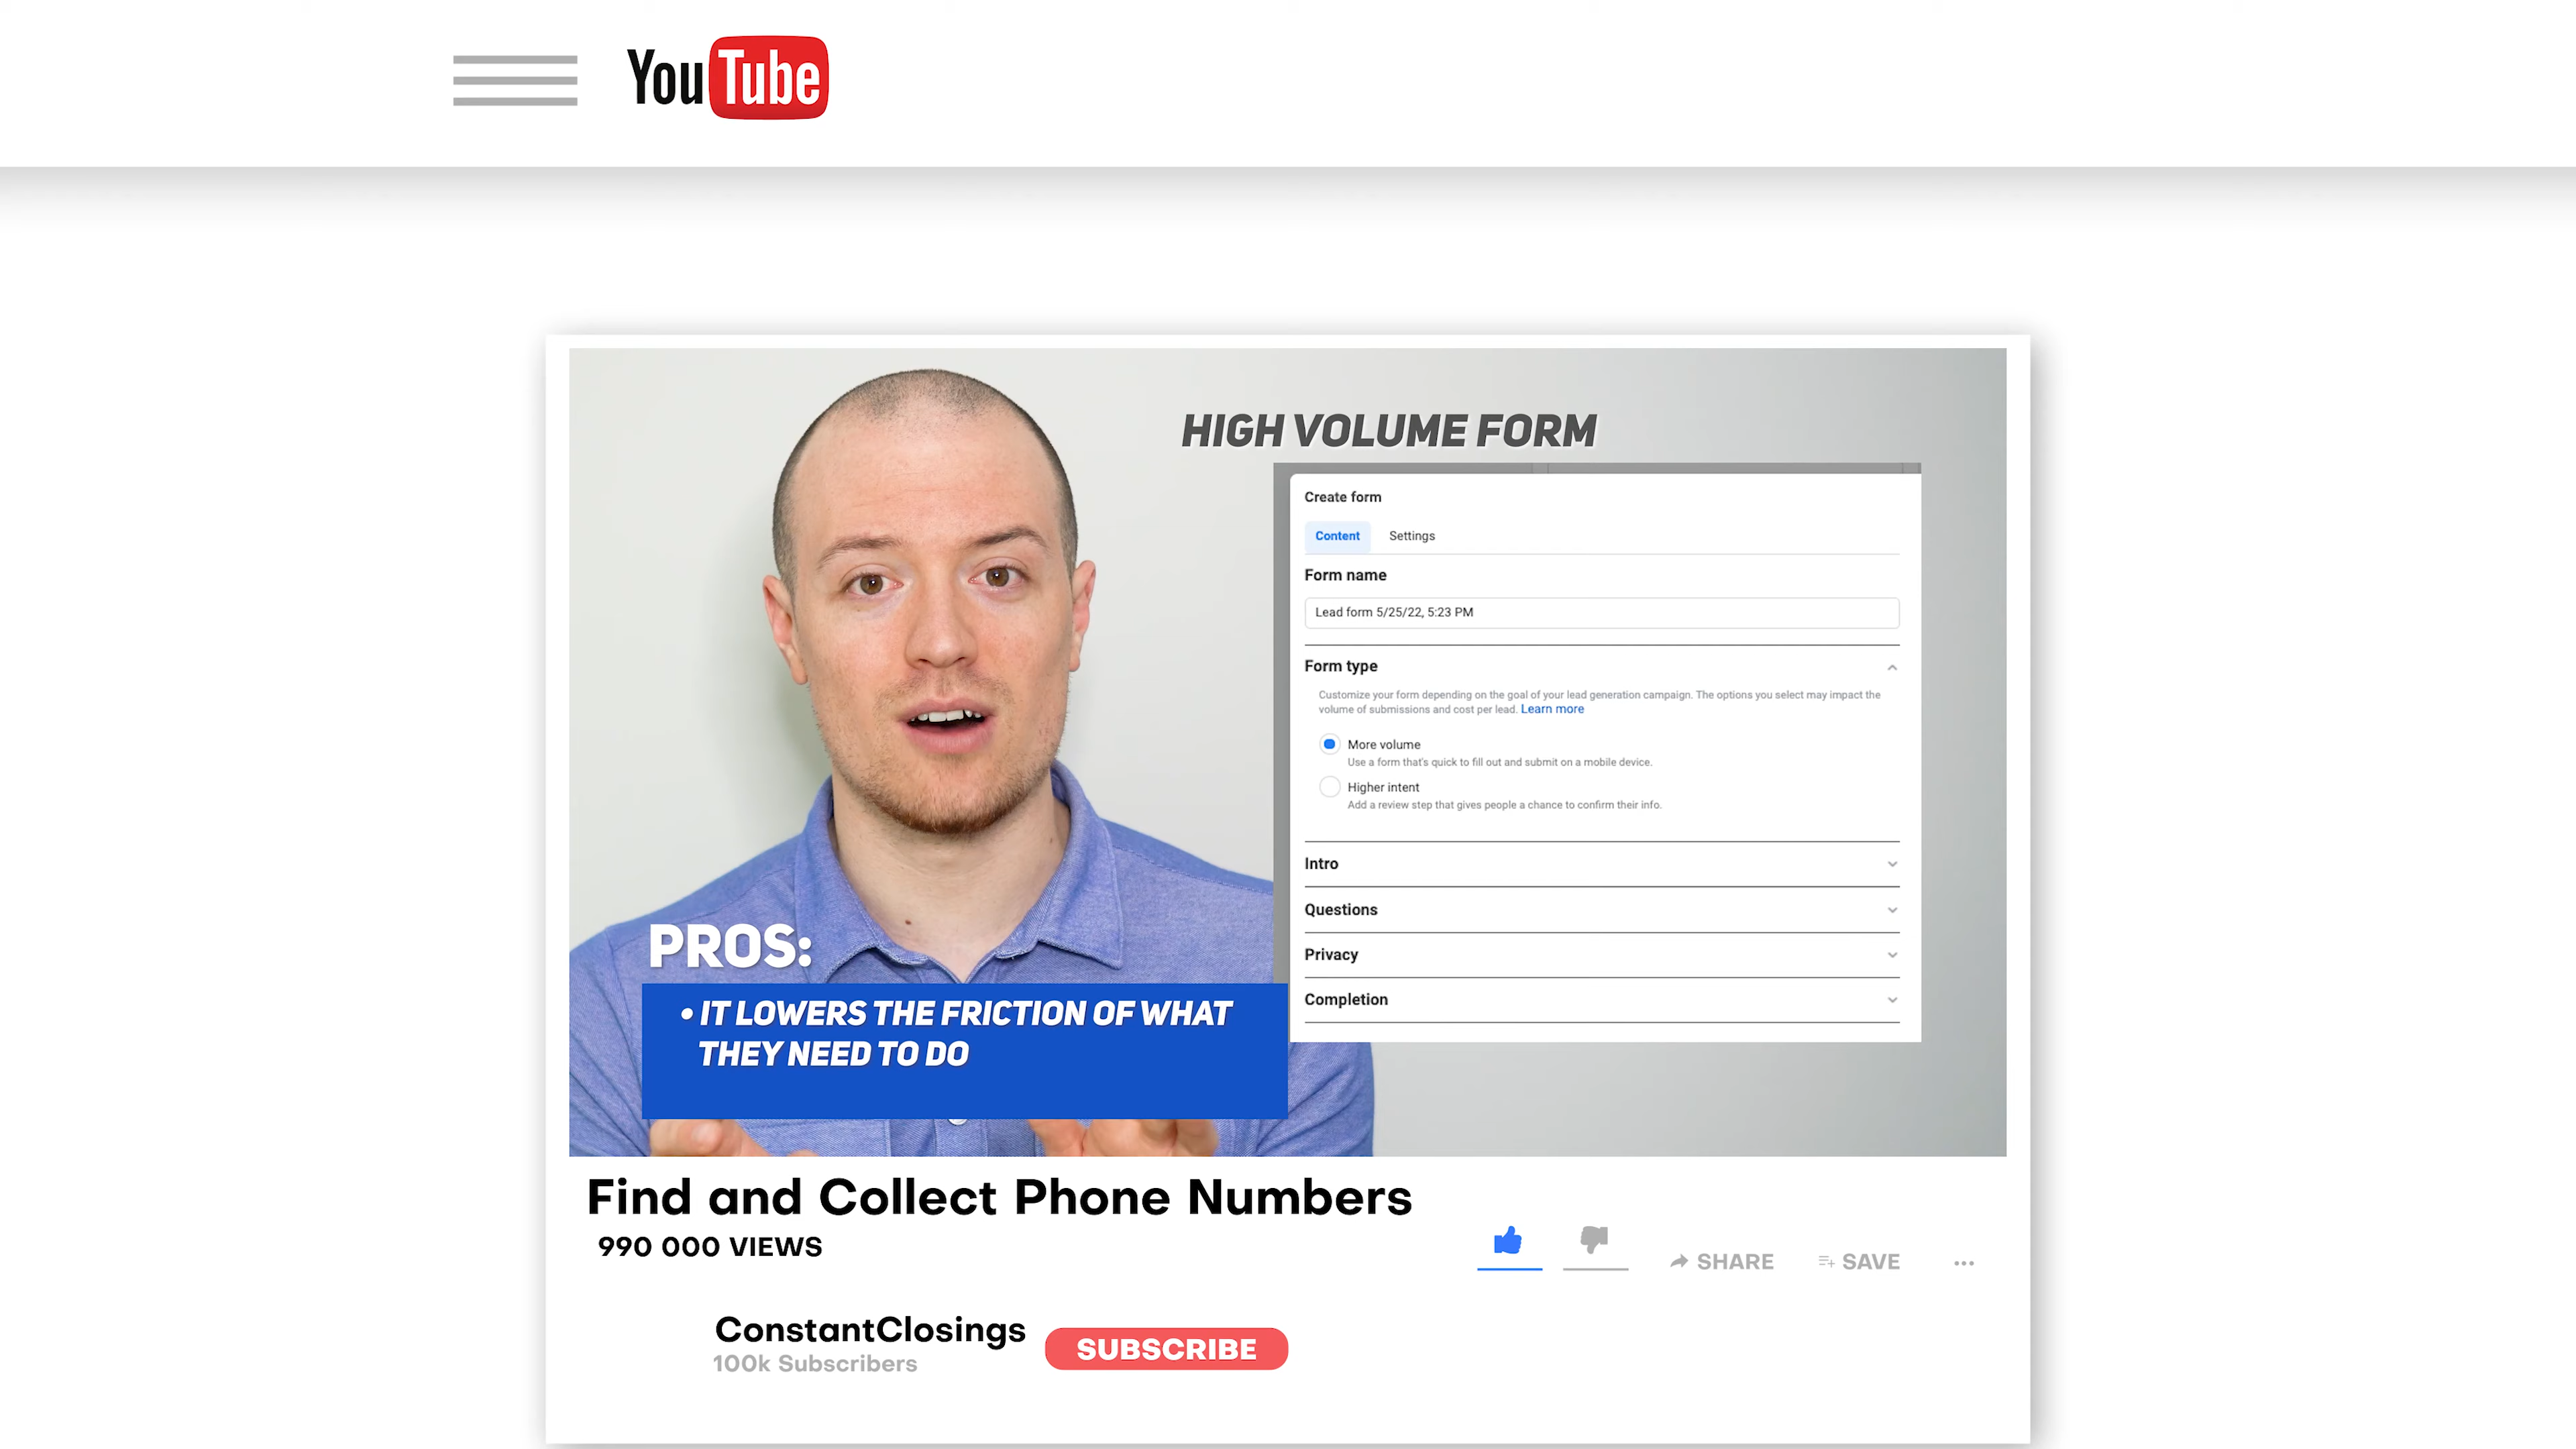 YouTube
HIGH VOLUME FORM
Create form
Content Settings
Form name
Lead form 5/25/22, 5:23 PM
Form type
Customize your form depending on the goal of your lead generation campaign. The options you select may impact the
volume of submissions and cost per lead. Learn more
More volume
Use a form that's quick to fill out and submit on a mobile device.
Higher intent
Add a review step that gives people a chance to confirm their info.
Intro
Questions
Privacy
Completion
PROS:
• IT LOWERS THE FRICTION OF WHAT
THEY NEED TO DO
Find and Collect Phone Numbers
990 000 VIEWS
SHARE SAVE ...
ConstantClosings
100k Subscribers
SUBSCRIBE